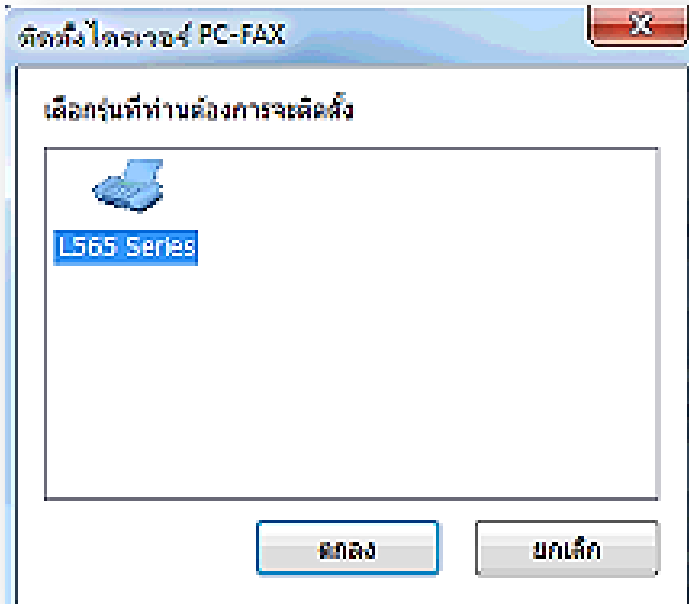 ติดตั้งไดรเวอร์ PC-FAX
เลือกรุ่นที่ท่านต้องการจะติดตั้ง
L565 Series
ตกลง
ยกเลิก